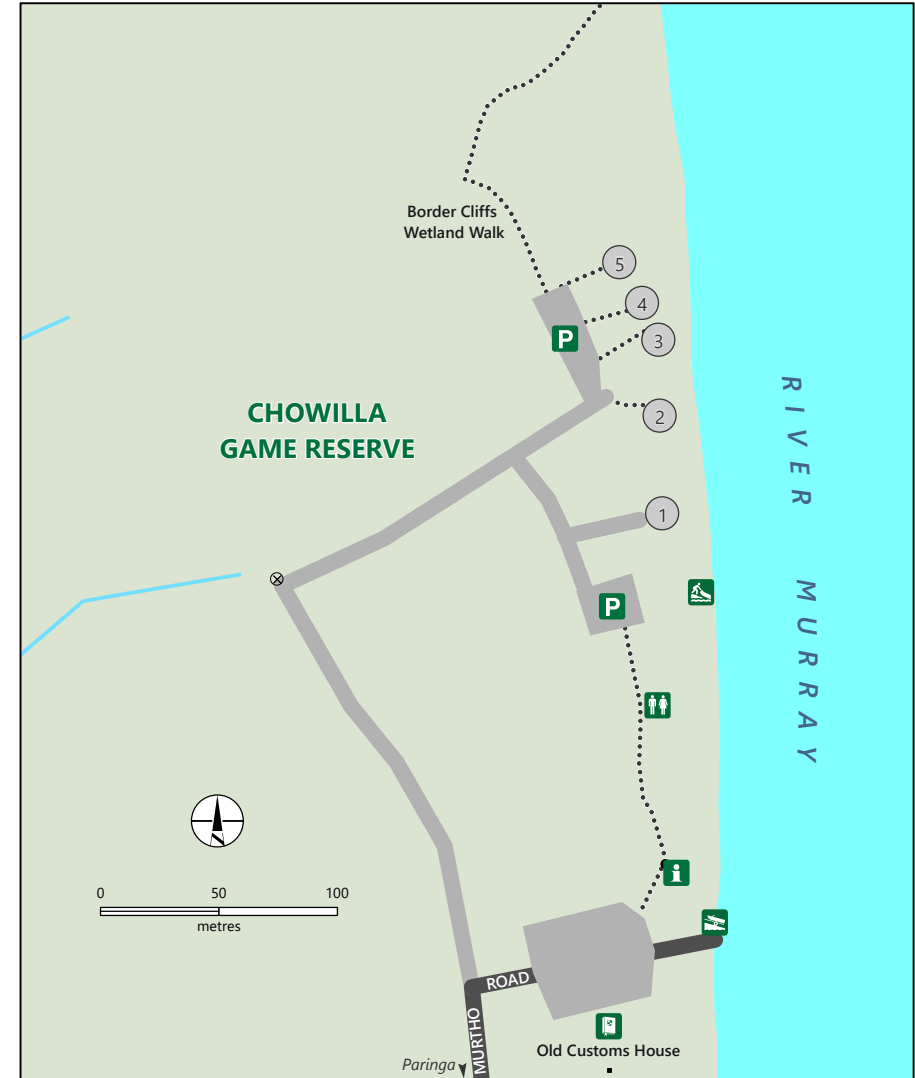 Border Cliffs
Wetland Walk
5
4
P
3
2
CHOWILLA
GAME RESERVE
RIVER MURRAY
1
P
N
0 50 100
metres
i
ROAD
MURTHO
Old Customs House
Paringa